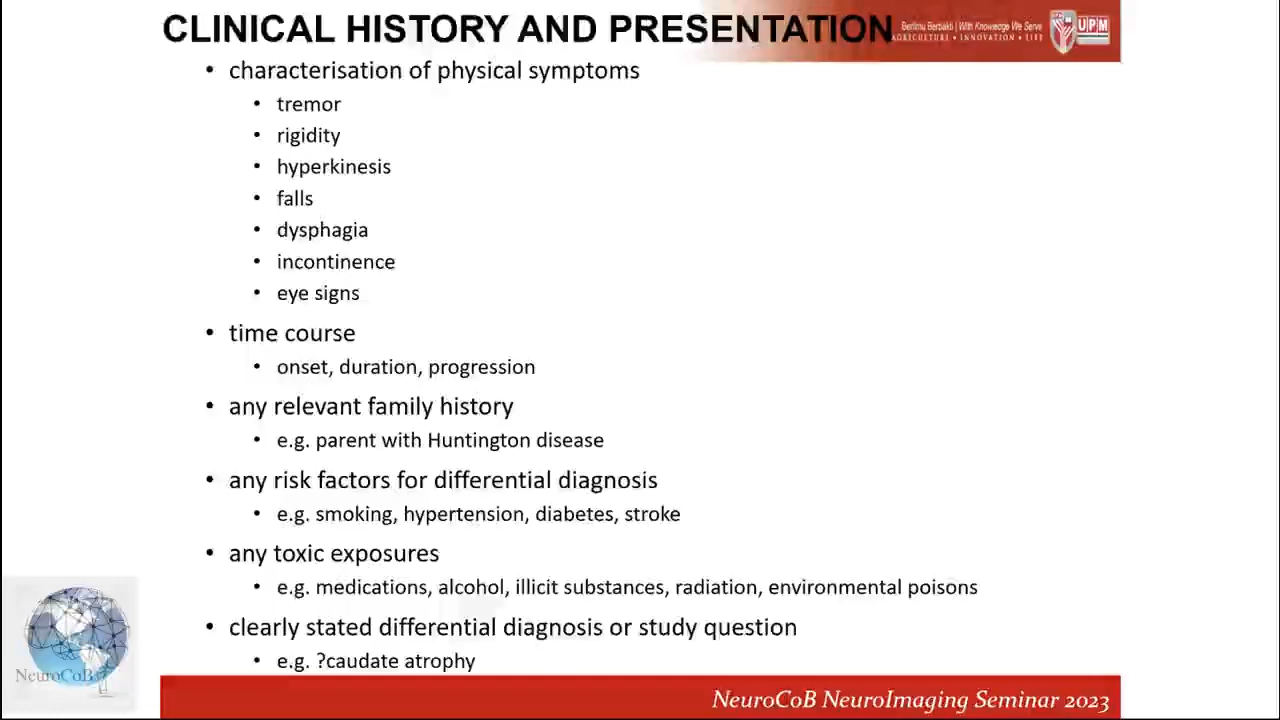 CLINICAL HISTORY AND PRESENTATION
Berilmu Berbakti | With Knowledge We Serve
AGRICULTURE • INNOVATION • LIFE
UPM
• characterisation of physical symptoms
• tremor
• rigidity
• hyperkinesis
• falls
• dysphagia
• incontinence
• eye signs
• time course
• onset, duration, progression
• any relevant family history
• e.g. parent with Huntington disease
• any risk factors for differential diagnosis
• e.g. smoking, hypertension, diabetes, stroke
• any toxic exposures
• e.g. medications, alcohol, illicit substances, radiation, environmental poisons
• clearly stated differential diagnosis or study question
• e.g. ?caudate atrophy
NeuroCoB
NeuroCoB NeuroImaging Seminar 2023